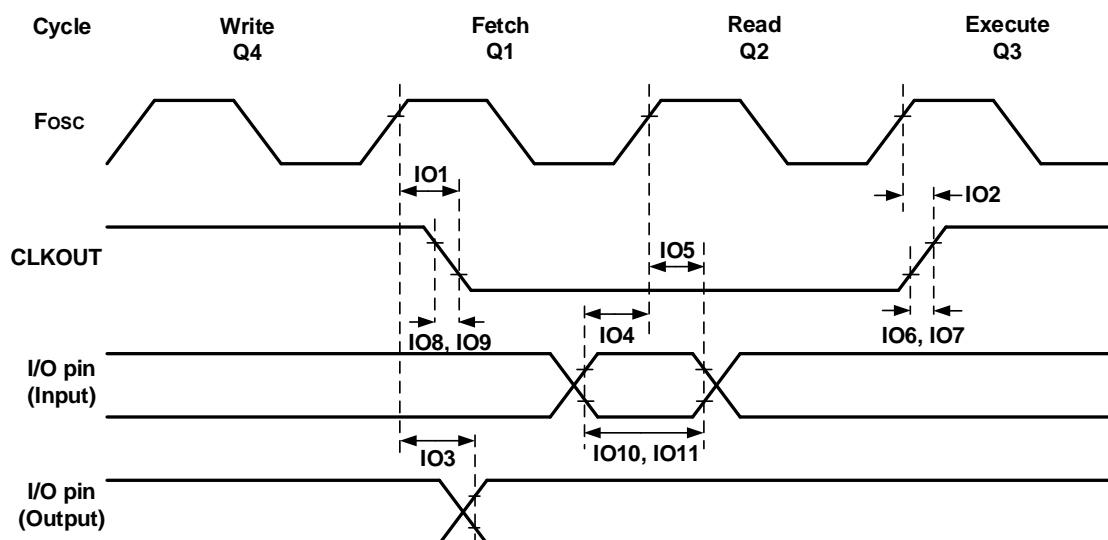 Cycle Write Fetch Read Execute
Q4 Q1 Q2 Q3
Fosc
IO1
IO2
CLKOUT
IO5
IO8, IO9
IO4
IO6, IO7
I/O pin
(Input)
IO10, IO11
IO3
I/O pin
(Output)